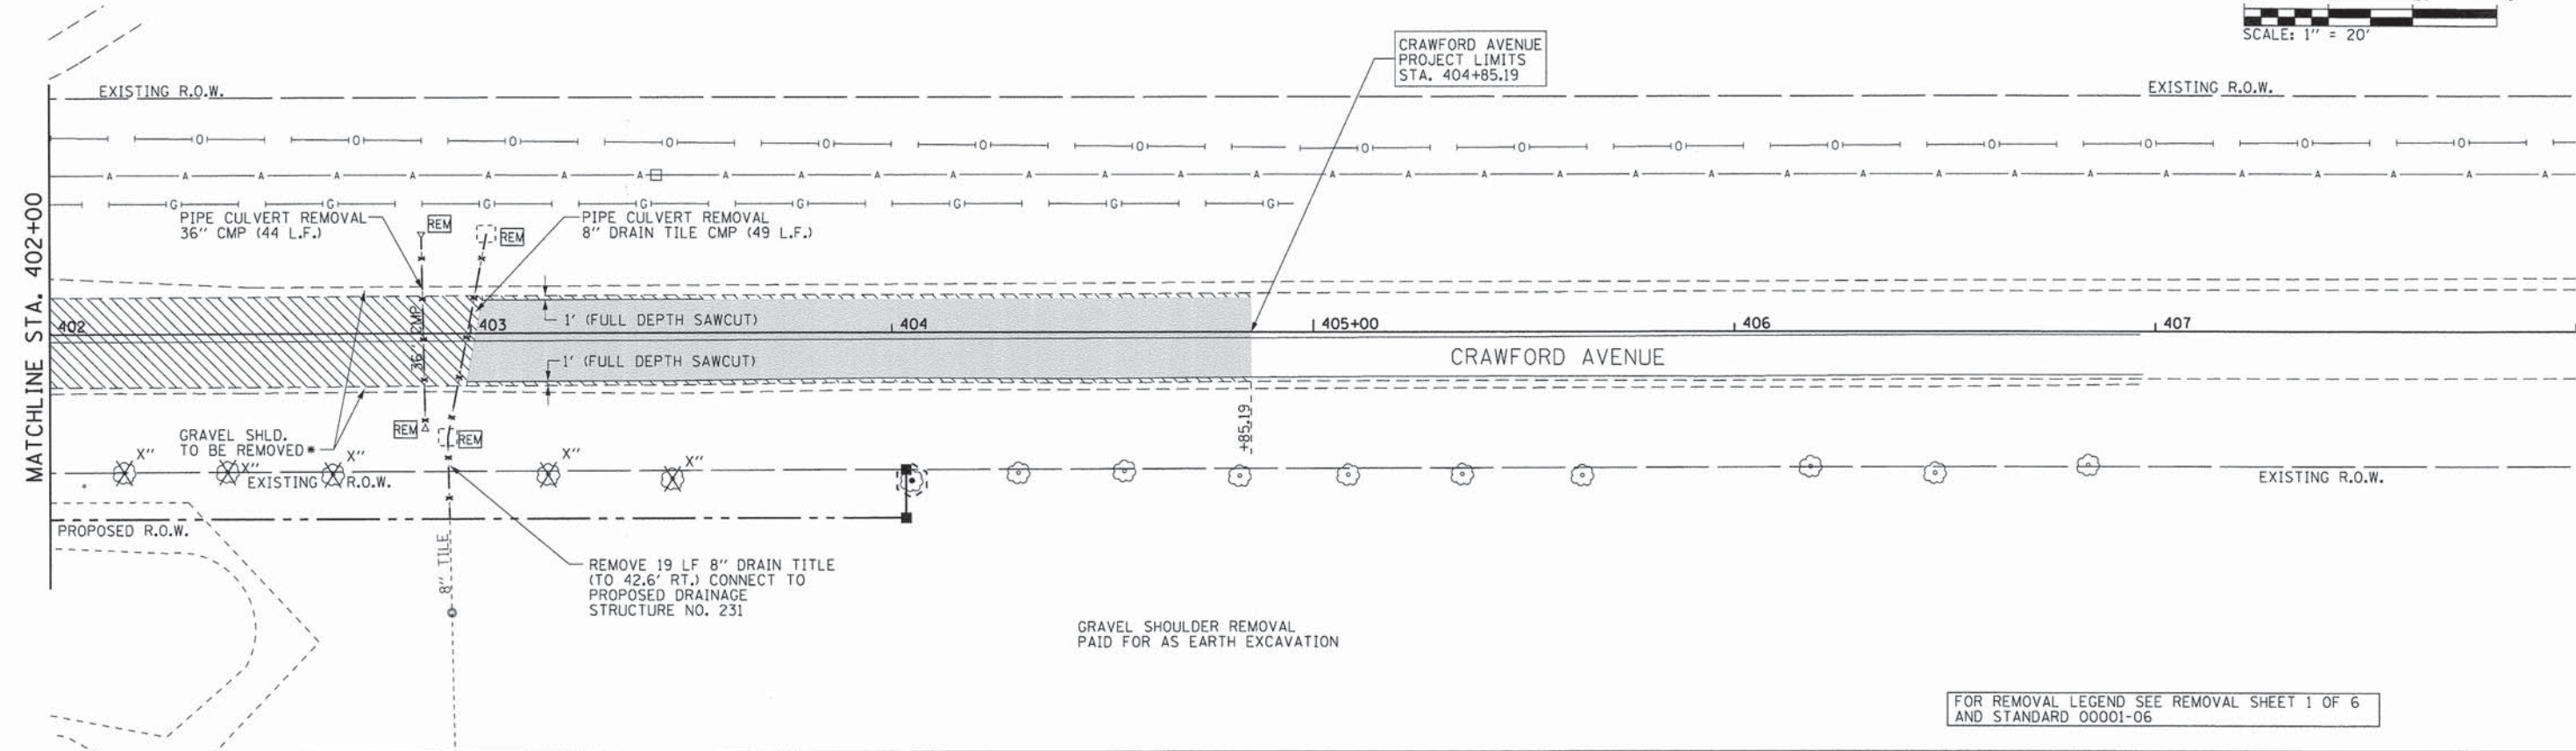 SCALE: 1" = 20'
CRAWFORD AVENUE
PROJECT LIMITS
STA. 404+85.19
EXISTING R.O.W.
EXISTING R.O.W.
O O O O O O O O O O O O O O O
A A A A A A A A A A A A A A A A A A A A A A A A A A A A A A A A A
G G G G G G G G
MATCHLINE STA. 402+00
PIPE CULVERT REMOVAL
36" CMP (44 L.F.)
REM
REM
PIPE CULVERT REMOVAL
8" DRAIN TILE CMP (49 L.F.)
402
36" CMP
403
1' (FULL DEPTH SAWCUT)
404
405+00
406
407
1' (FULL DEPTH SAWCUT)
CRAWFORD AVENUE
+85.19
GRAVEL SHLD.
TO BE REMOVED*
REM
REM
X"
X"
X"
X"
X"
EXISTING R.O.W.
EXISTING R.O.W.
PROPOSED R.O.W.
8" TILE
REMOVE 19 LF 8" DRAIN TITLE
(TO 42.6' RT.) CONNECT TO
PROPOSED DRAINAGE
STRUCTURE NO. 231
GRAVEL SHOULDER REMOVAL
PAID FOR AS EARTH EXCAVATION
FOR REMOVAL LEGEND SEE REMOVAL SHEET 1 OF 6
AND STANDARD 00001-06